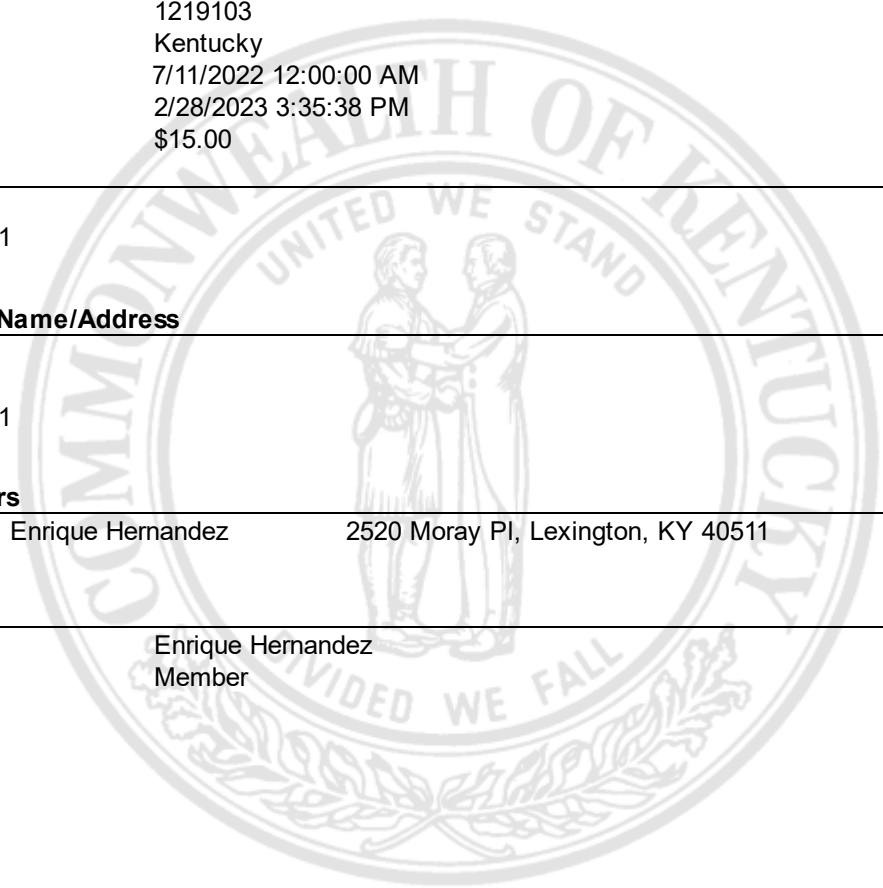 1219103
Kentucky
7/11/2022 12:00:00 AM
2/28/2023 3:35:38 PM
$15.00
COMMONWEALTH OF KENTUCKY
UNITED WE STAND
1
Name/Address
1
rs
Enrique Hernandez 2520 Moray Pl, Lexington, KY 40511
Enrique Hernandez
Member
DIVIDED WE FALL